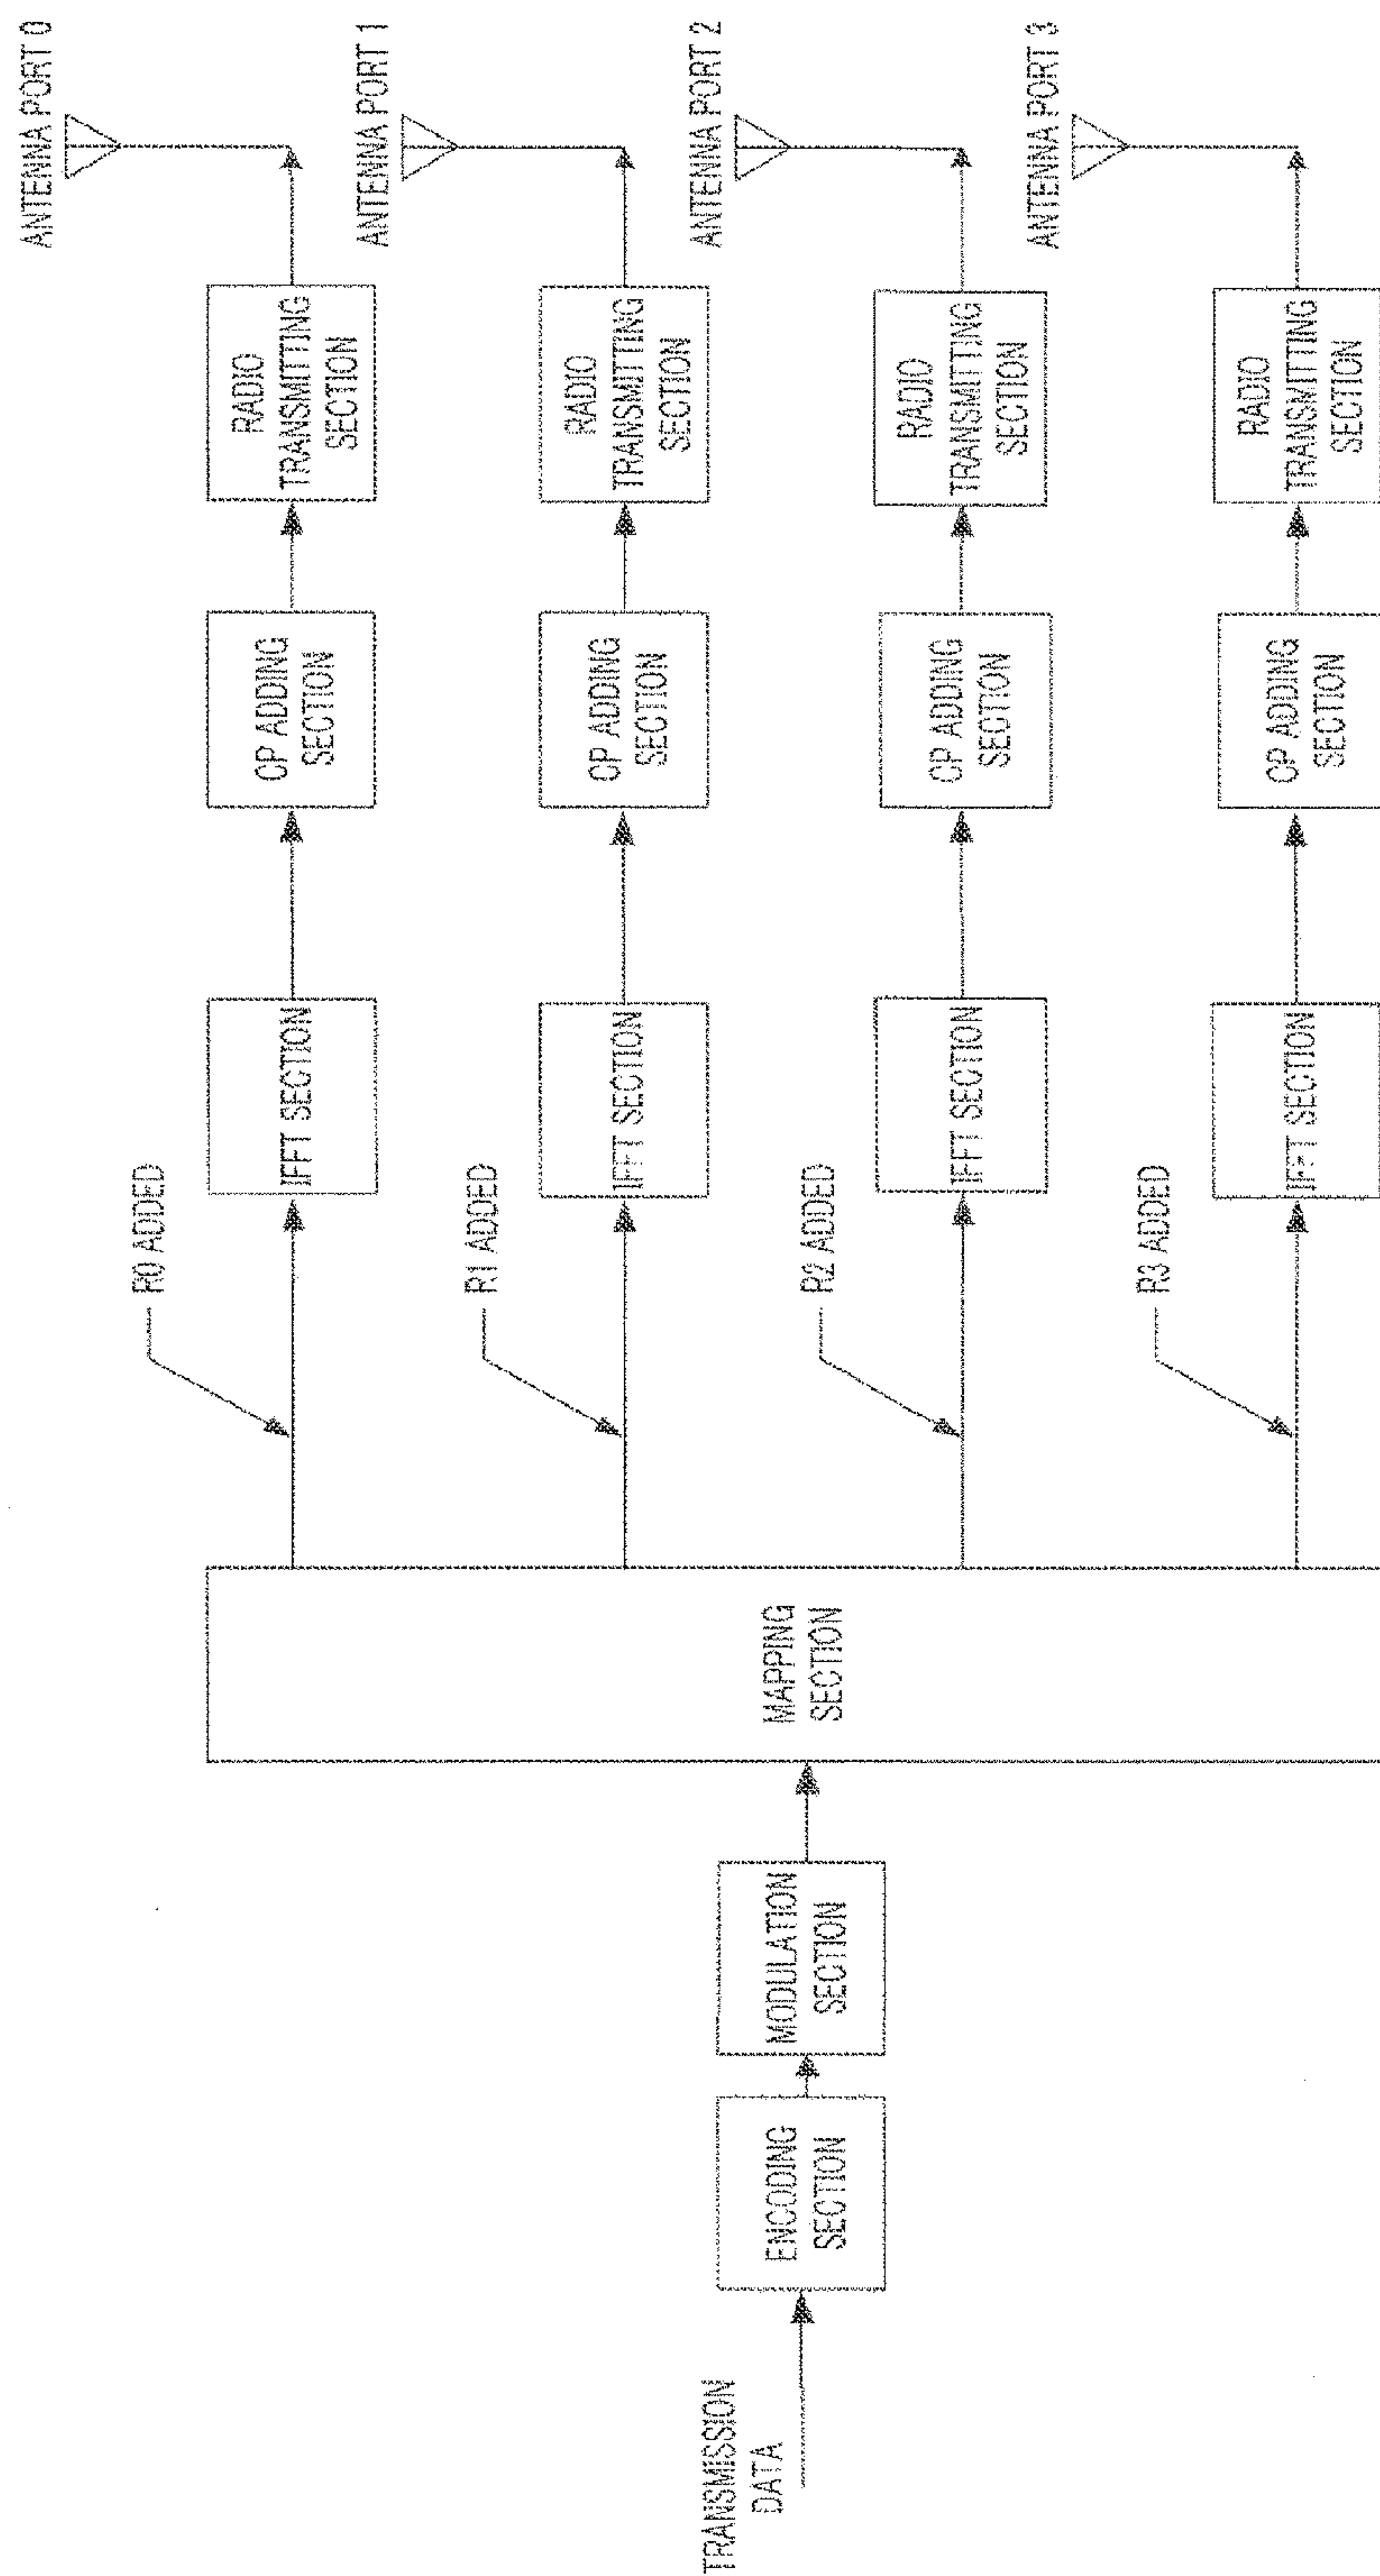 TRANSMISSION
DATA
ENCODING
SECTION
MODULATION
SECTION
MAPPING
SECTION
R0 ADDED
IFFT SECTION
CP ADDING
SECTION
RADIO
TRANSMITTING
SECTION
ANTENNA PORT 0
R1 ADDED
IFFT SECTION
CP ADDING
SECTION
RADIO
TRANSMITTING
SECTION
ANTENNA PORT 1
R2 ADDED
IFFT SECTION
CP ADDING
SECTION
RADIO
TRANSMITTING
SECTION
ANTENNA PORT 2
R3 ADDED
IFFT SECTION
CP ADDING
SECTION
RADIO
TRANSMITTING
SECTION
ANTENNA PORT 3